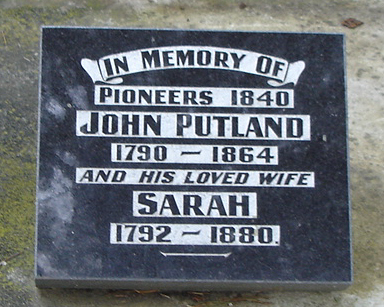 IN MEMORY OF
PIONEERS 1840
JOHN PUTLAND
1790 – 1864
AND HIS LOVED WIFE
SARAH
1792 – 1880.